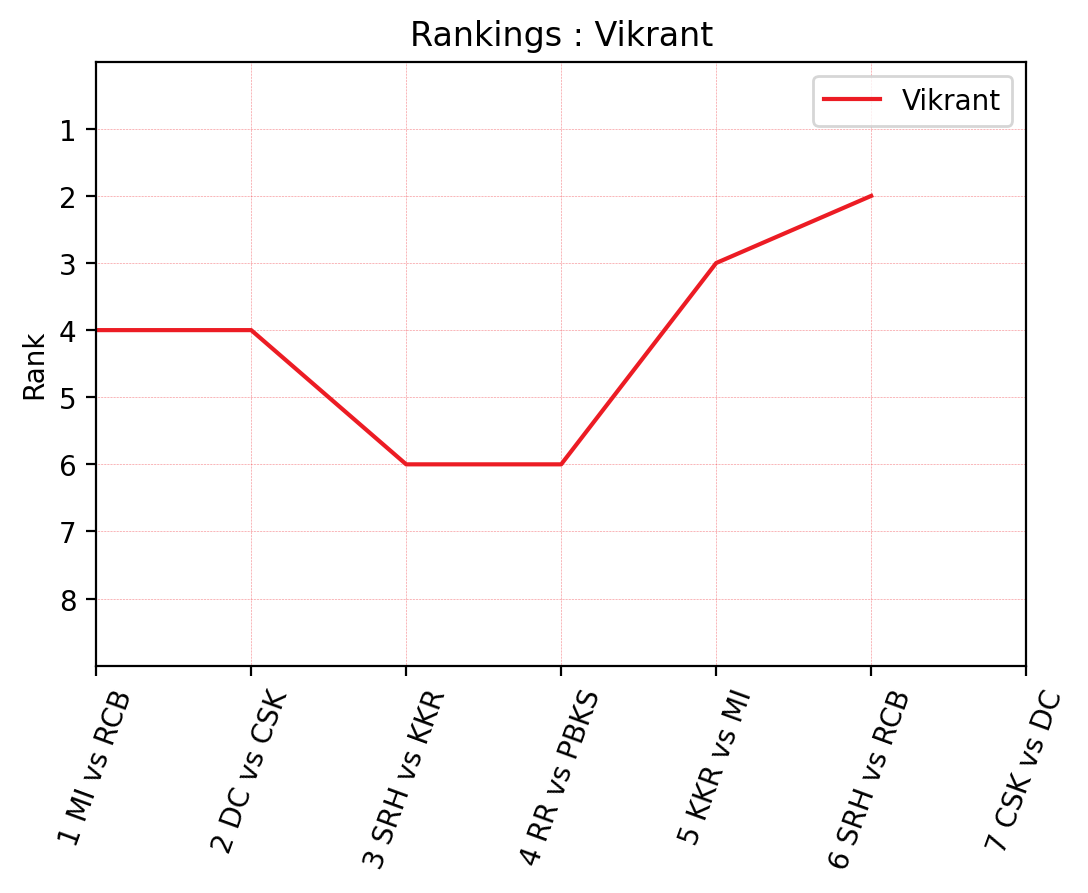 Rankings : Vikrant
Vikrant
Rank
1
2
3
4
5
6
7
8
1 MI vs RCB
2 DC vs CSK
3 SRH vs KKR
4 RR vs PBKS
5 KKR vs MI
6 SRH vs RCB
7 CSK vs DC